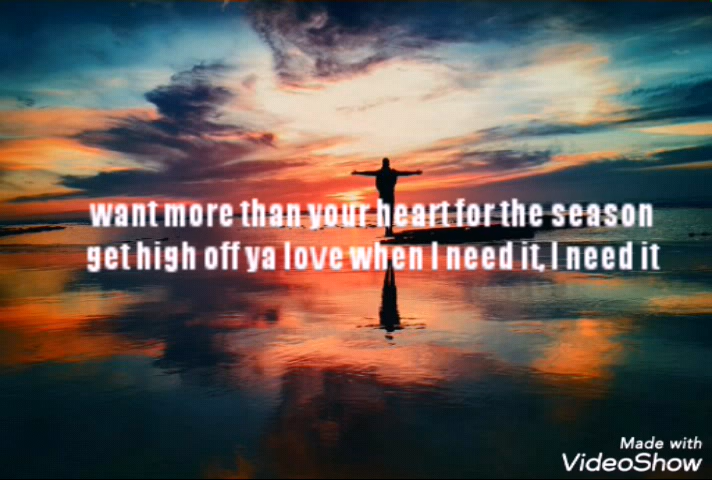 want more than your heart for the season
get high off ya love when I need it, I need it
Made with
VideoShow